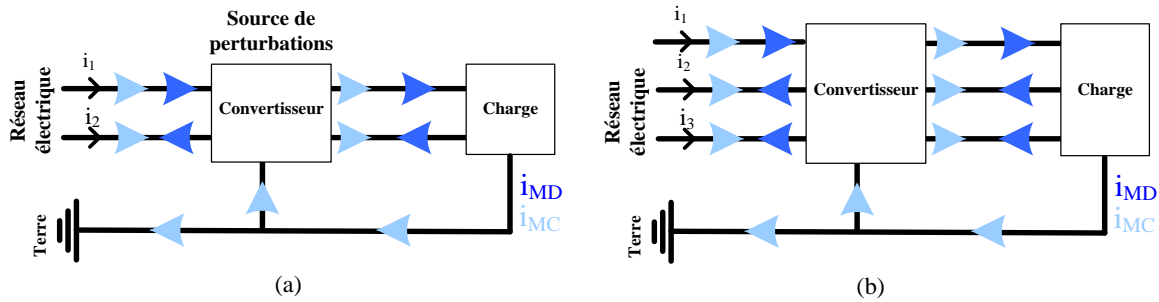 Source de
perturbations
Réseau
électrique
i1
i2
Convertisseur
Charge
iMD
iMC
Terre
(a)
Réseau
électrique
i1
i2
i3
Convertisseur
Charge
iMD
iMC
Terre
(b)